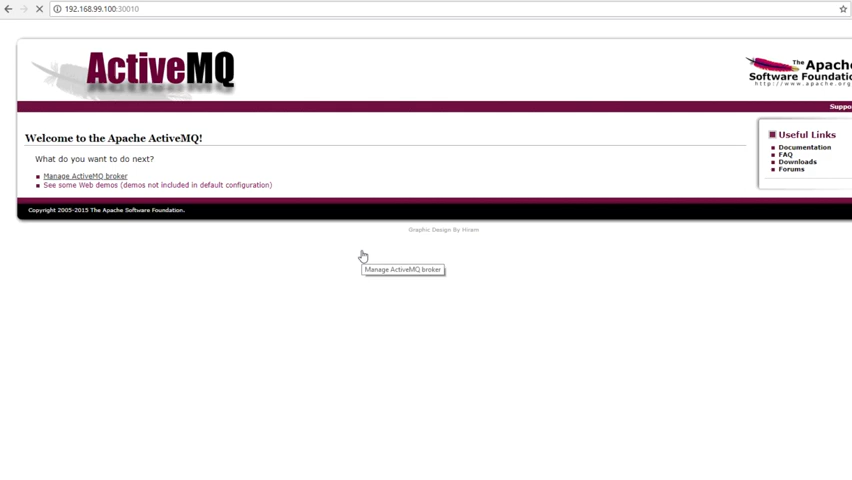 192.168.99.100:30010
ActiveMQ
The Apache
Software Foundatio
http://www.apache.org
Suppo
Welcome to the Apache ActiveMQ!
What do you want to do next?
Manage ActiveMQ broker
See some Web demos (demos not included in default configuration)
Useful Links
Documentation
FAQ
Downloads
Forums
Copyright 2005-2015 The Apache Software Foundation.
Graphic Design By Hiram
Manage ActiveMQ broker